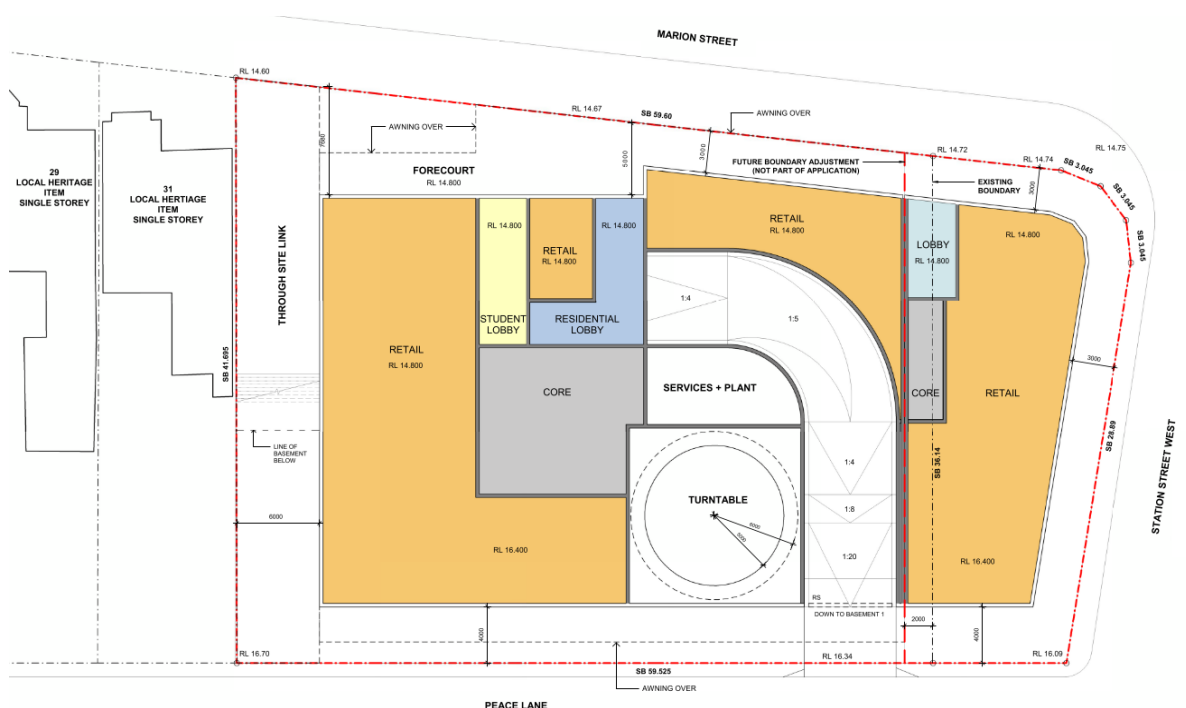 MARION STREET
RL 14.60
RL 14.67
SB 59.60
AWNING OVER
AWNING OVER
5000
3000
FORECOURT
RL 14.800
FUTURE BOUNDARY ADJUSTMENT
(NOT PART OF APPLICATION)
RL 14.72
RL 14.74
SB 3.045
RL 14.75
SB 3.045
SB 3.045
EXISTING
BOUNDARY
3000
29
LOCAL HERITAGE
ITEM
SINGLE STOREY
31
LOCAL HERTIAGE
ITEM
SINGLE STOREY
THROUGH SITE LINK
SB 41.695
RL 14.800
STUDENT
LOBBY
RETAIL
RL 14.800
RL 14.800
RESIDENTIAL
LOBBY
RETAIL
RL 14.800
LOBBY
RL 14.800
RL 14.800
1:4
1:5
RETAIL
RL 14.800
CORE
SERVICES + PLANT
CORE
RETAIL
3000
SB 28.89
STATION STREET WEST
LINE OF
BASEMENT
BELOW
6000
1:4
SB 36.14
1:8
TURNTABLE
6000
RL 16.400
1:20
RL 16.400
RS
DOWN TO BASEMENT 1
4000
2000
4000
RL 16.70
SB 59.525
RL 16.34
RL 16.09
AWNING OVER
PEACE LANE